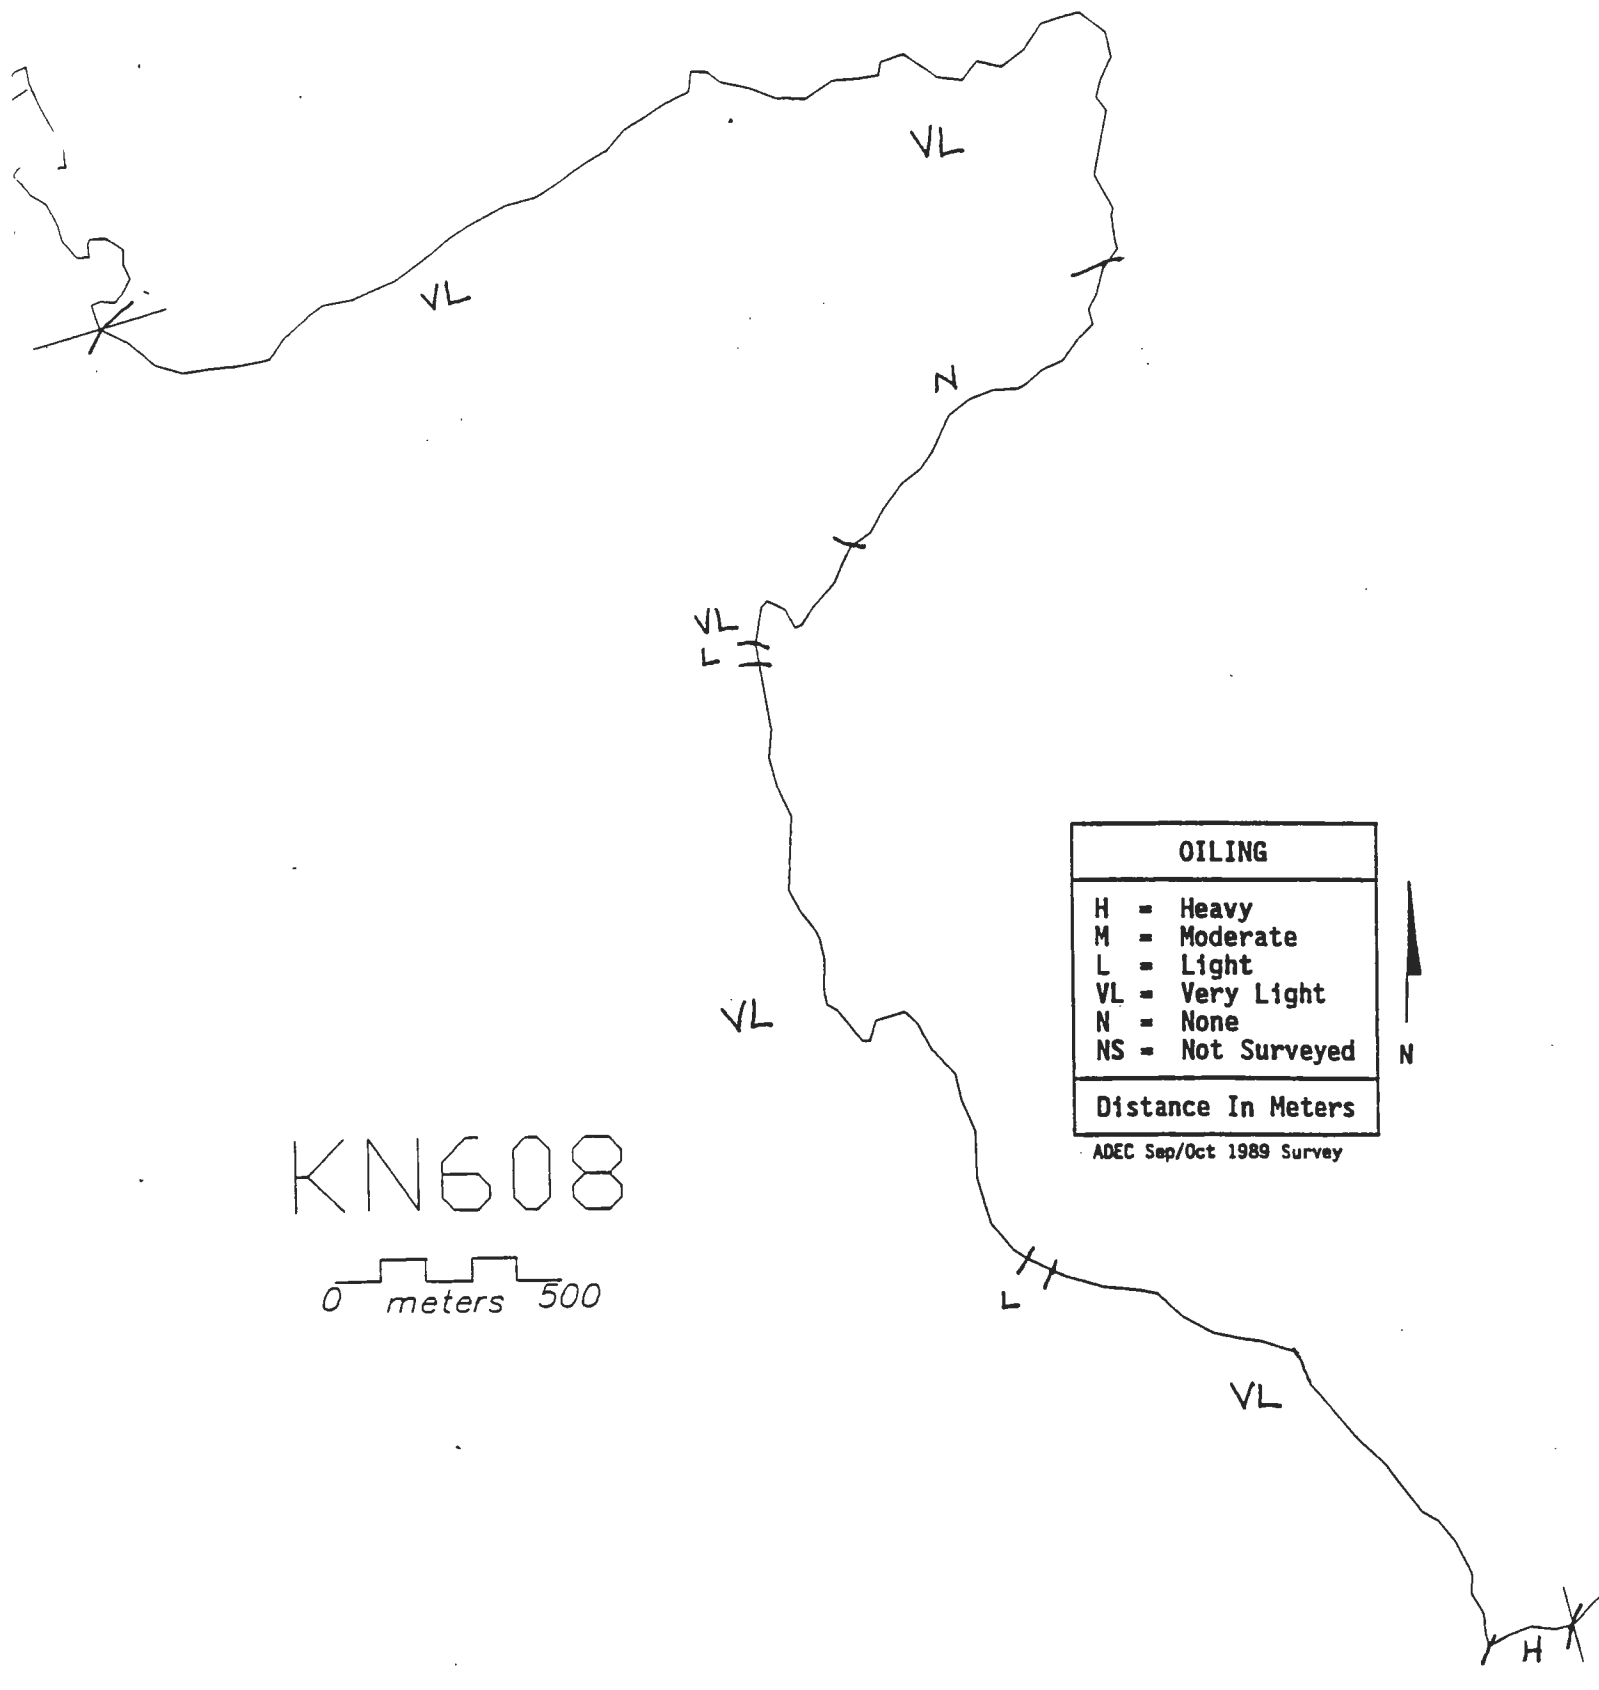 VL
VL
N
VL
L
OILING
H = Heavy
M = Moderate
L = Light
VL = Very Light
N = None
NS = Not Surveyed
Distance In Meters
ADEC Sep/Oct 1989 Survey
N
VL
KN608
0 meters 500
L
VL
H